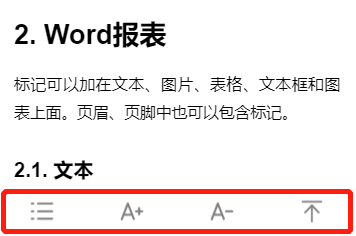 2. Word报表
标记可以加在文本、图片、表格、文本框和图
表上面。页眉、页脚中也可以包含标记。
2.1. 文本
A+ A-